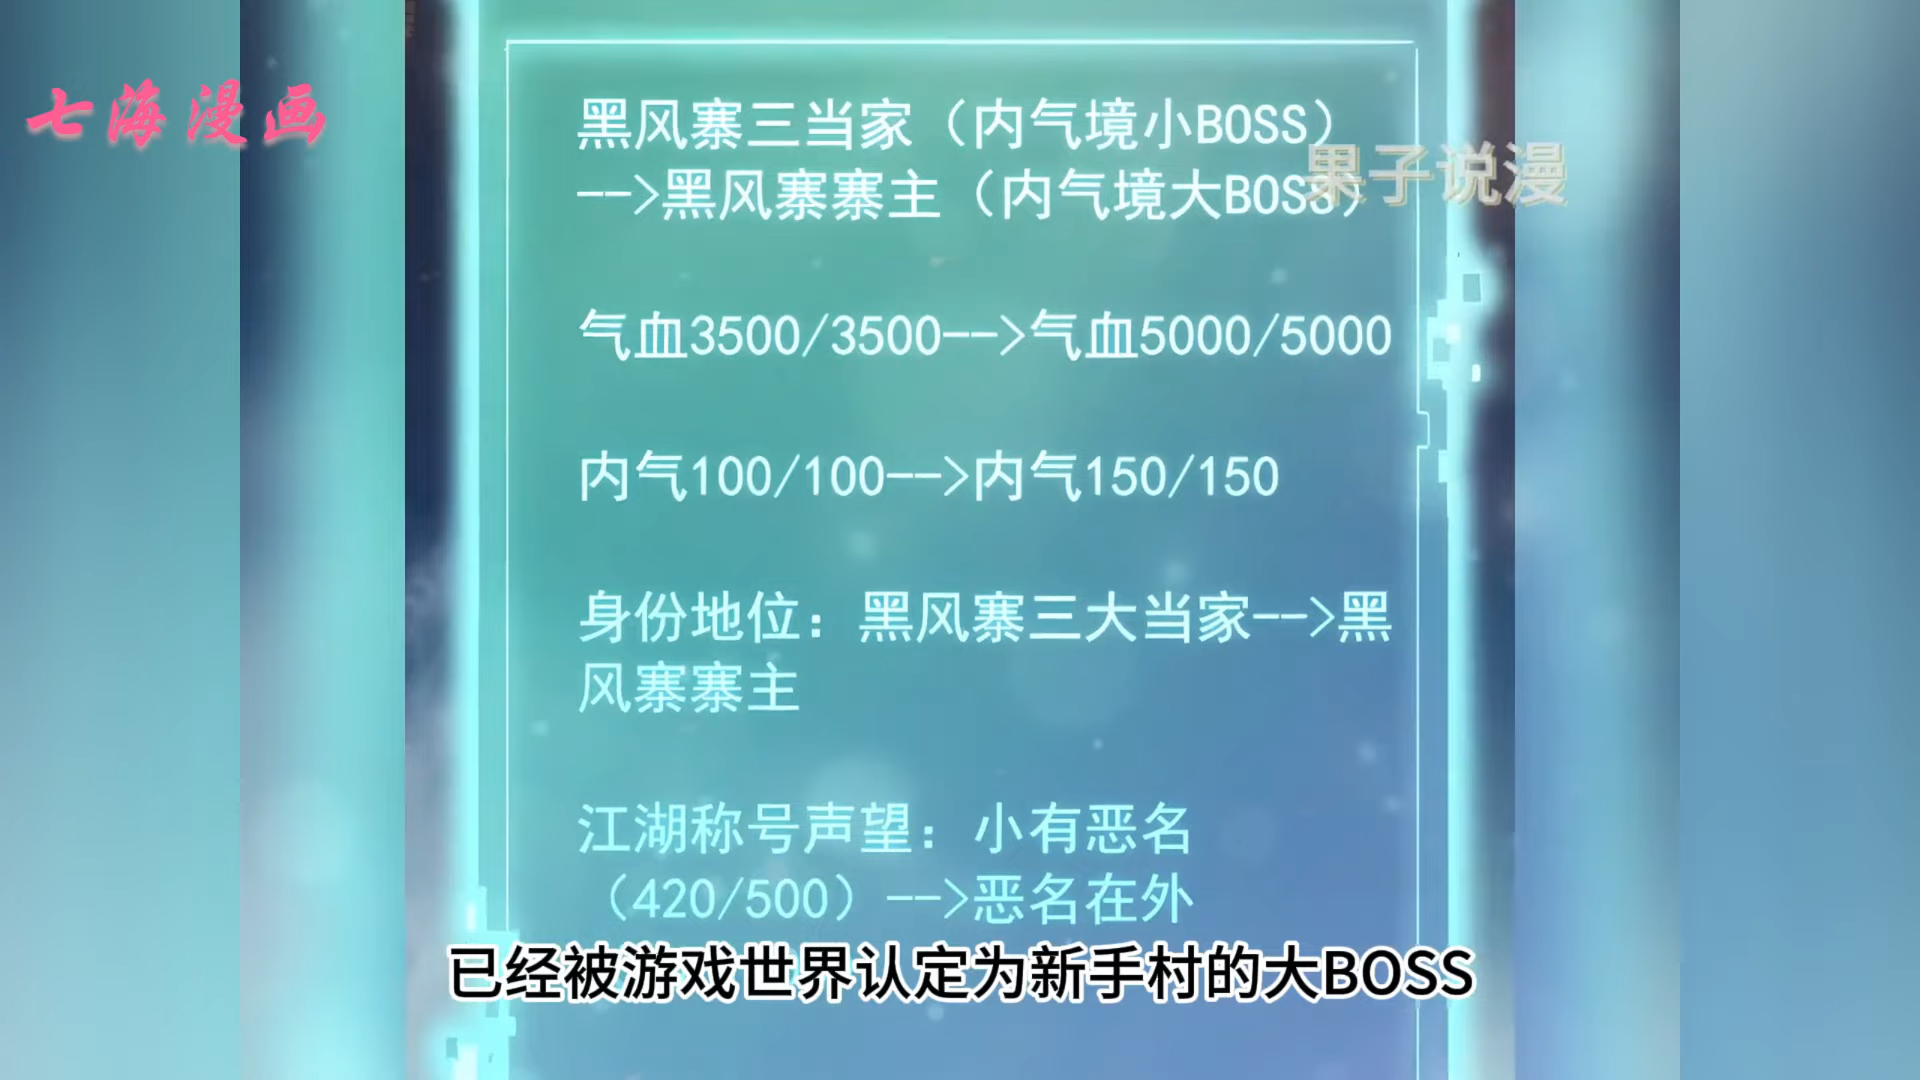 七海漫画
黑风寨三当家（内气境小BOSS）
果子说漫
-->黑风寨寨主（内气境大BOSS）
气血3500/3500-->气血5000/5000
内气100/100-->内气150/150
身份地位：黑风寨三大当家-->黑
风寨寨主
江湖称号声望：小有恶名
（420/500）-->恶名在外
已经被游戏世界认定为新手村的大BOSS